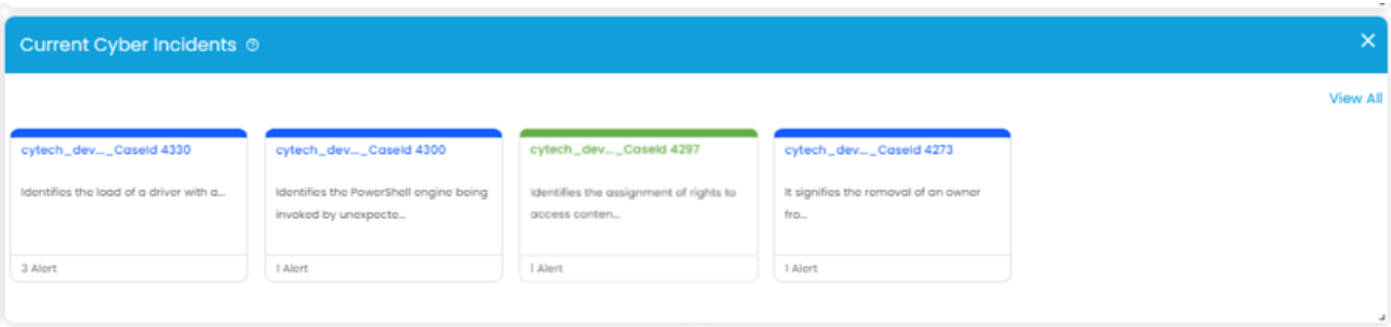 Current Cyber Incidents
View All
cytech_dev..._CaseId 4330
Identifies the load of a driver with a...
3 Alert
cytech_dev..._CaseId 4300
Identifies the PowerShell engine being
invoked by unexpecte...
1 Alert
cytech_dev..._CaseId 4297
Identifies the assignment of rights to
access conten...
1 Alert
cytech_dev..._CaseId 4273
It signifies the removal of an owner
fro...
1 Alert